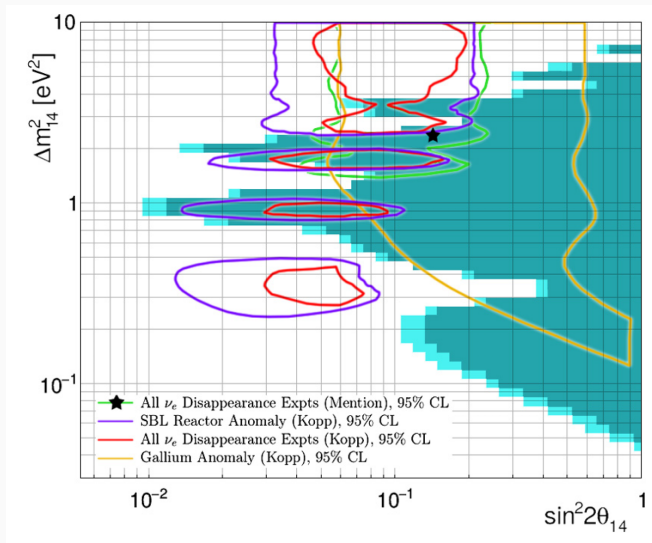 10
Δm²₁₄ [eV²]
1
10⁻¹
All νₑ Disappearance Expts (Mention), 95% CL
SBL Reactor Anomaly (Kopp), 95% CL
All νₑ Disappearance Expts (Kopp), 95% CL
Gallium Anomaly (Kopp), 95% CL
10⁻² 10⁻¹ 1
sin²2θ₁₄